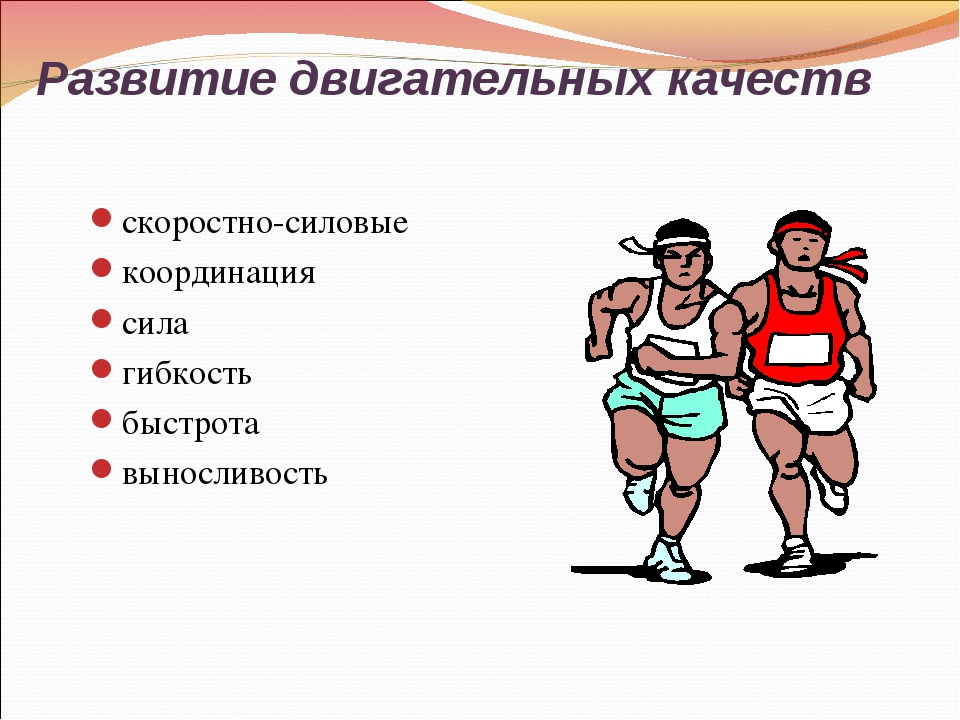 Развитие двигательных качеств
скоростно-силовые
координация
сила
гибкость
быстрота
выносливость